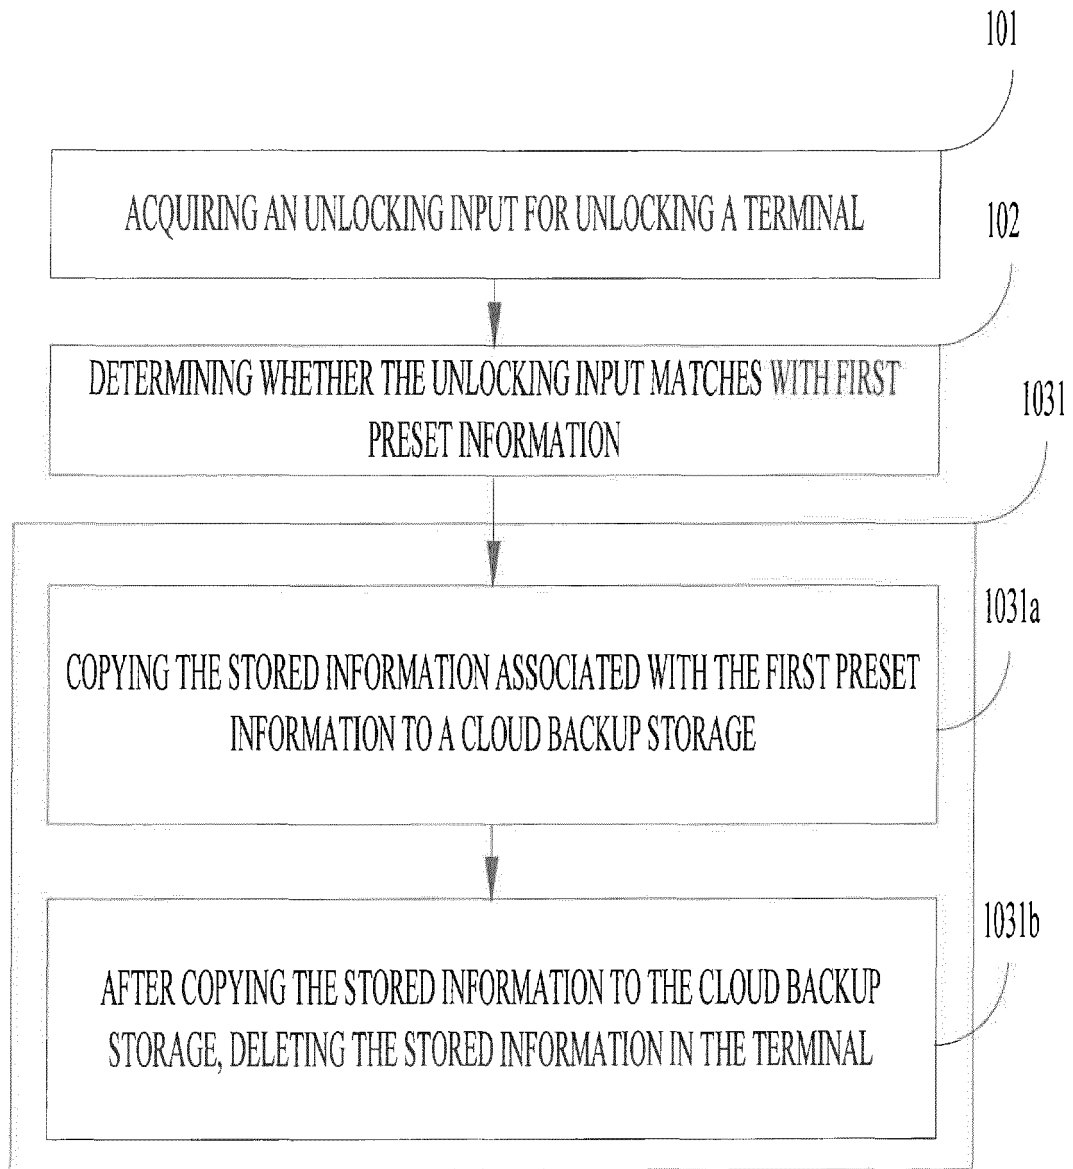 101
ACQUIRING AN UNLOCKING INPUT FOR UNLOCKING A TERMINAL
102
DETERMINING WHETHER THE UNLOCKING INPUT MATCHES WITH FIRST
PRESET INFORMATION
1031
1031a
COPYING THE STORED INFORMATION ASSOCIATED WITH THE FIRST PRESET
INFORMATION TO A CLOUD BACKUP STORAGE
1031b
AFTER COPYING THE STORED INFORMATION TO THE CLOUD BACKUP
STORAGE, DELETING THE STORED INFORMATION IN THE TERMINAL